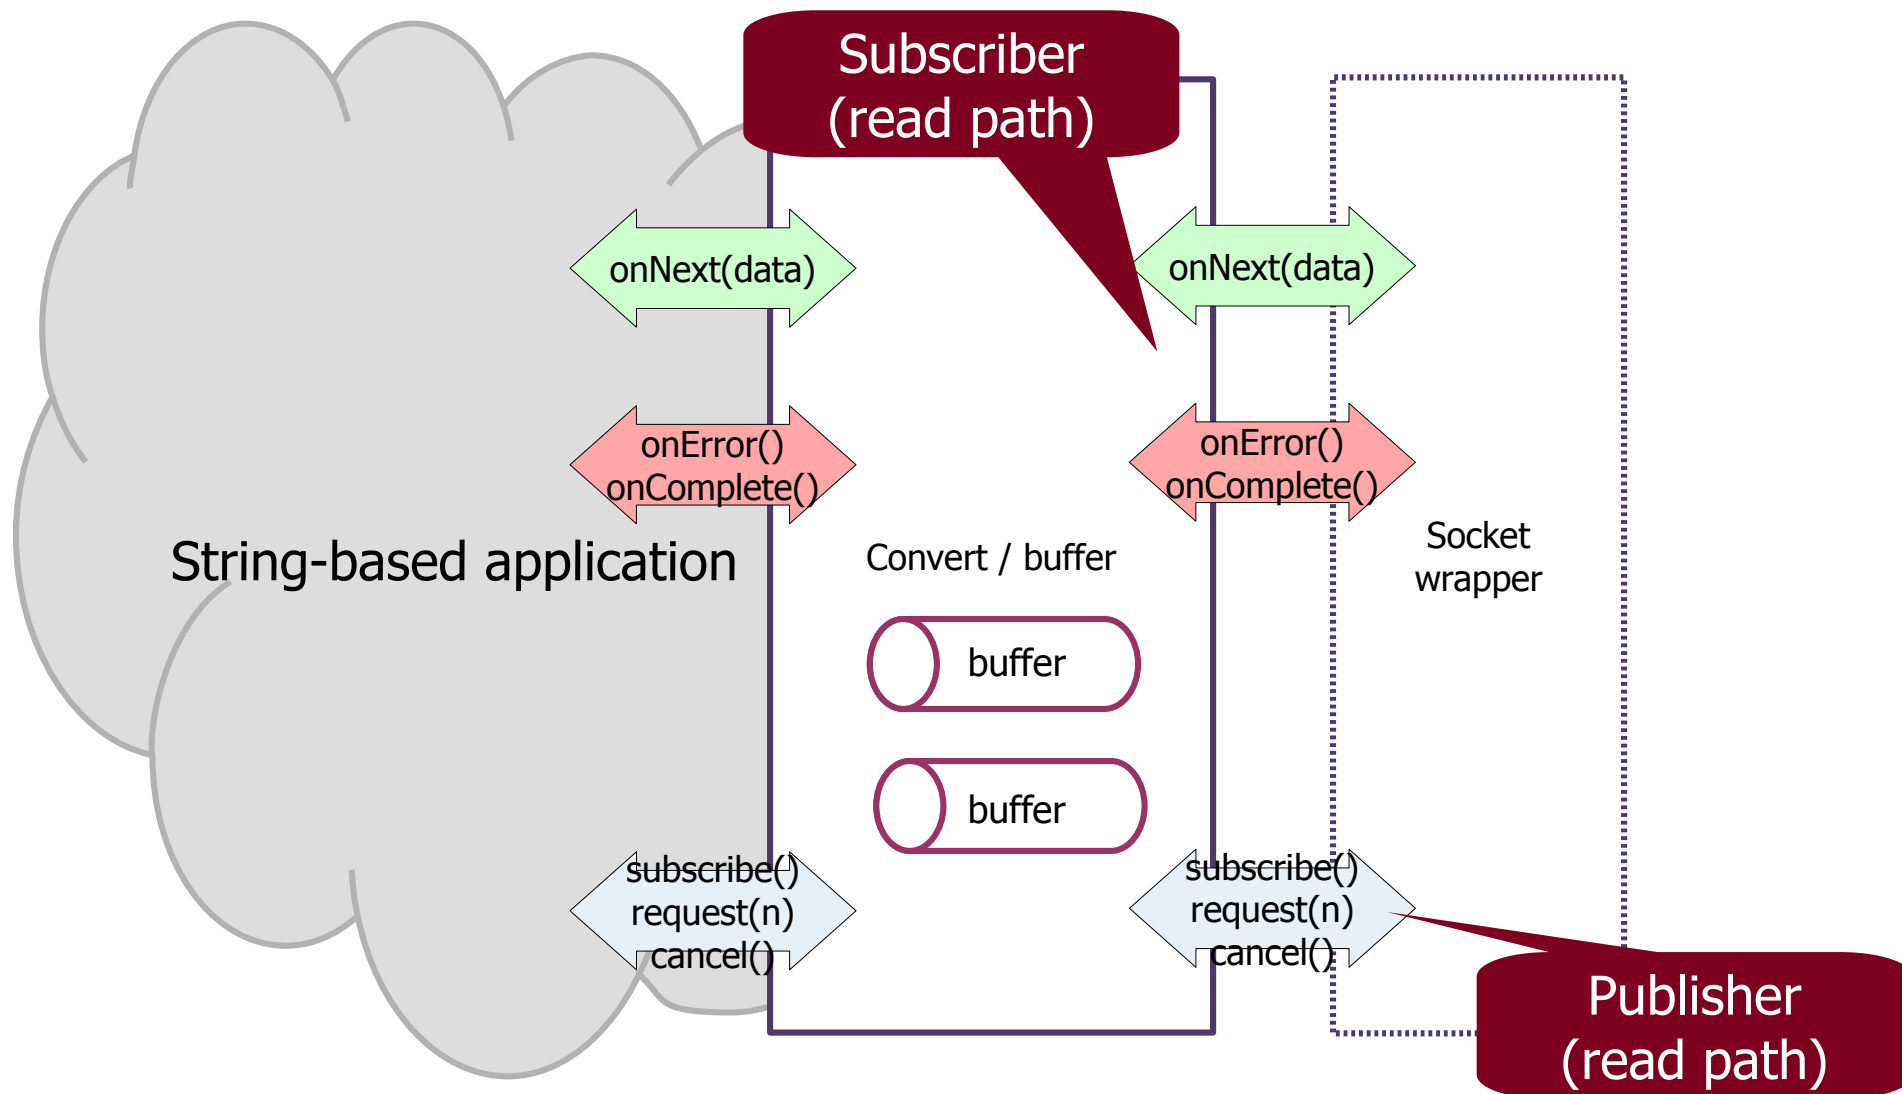 Subscriber
(read path)
onNext(data)
onNext(data)
onError()
onComplete()
onError()
onComplete()
String-based application
Convert / buffer
Socket
wrapper
buffer
buffer
subscribe()
request(n)
cancel()
subscribe()
request(n)
cancel()
Publisher
(read path)